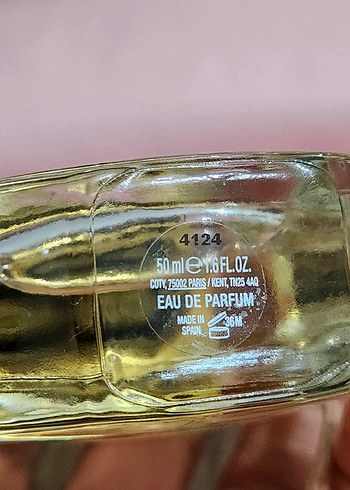 4124
50 ml ℮ 1.6 FL.OZ.
COTY, 75002 PARIS / KENT, TN25 4AQ
EAU DE PARFUM
MADE IN
SPAIN 36M